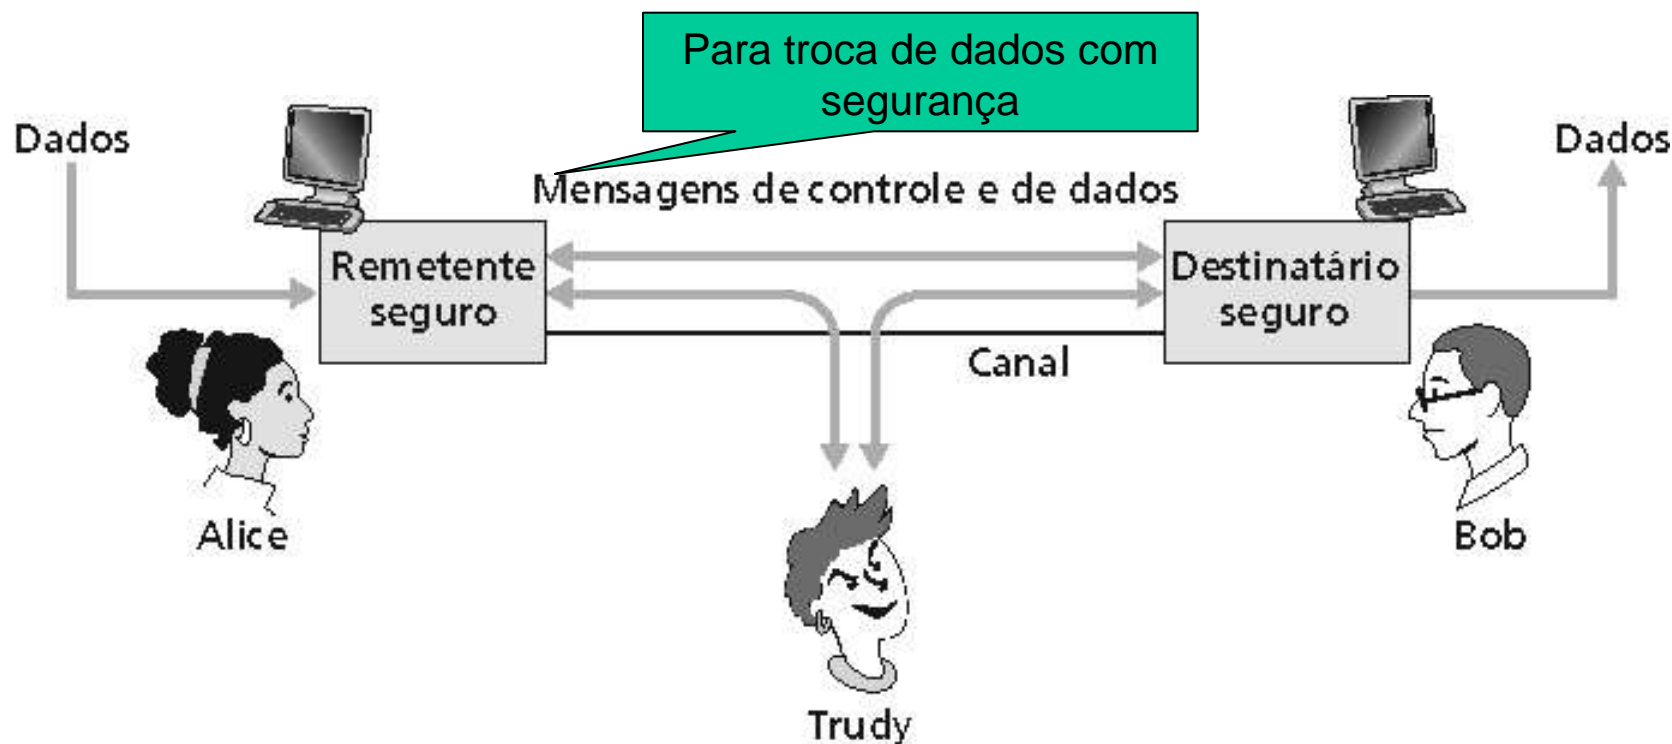 Para troca de dados com
segurança
Dados
Dados
Mensagens de controle e de dados
Remetente
seguro
Destinatário
seguro
Canal
Alice
Bob
Trudy